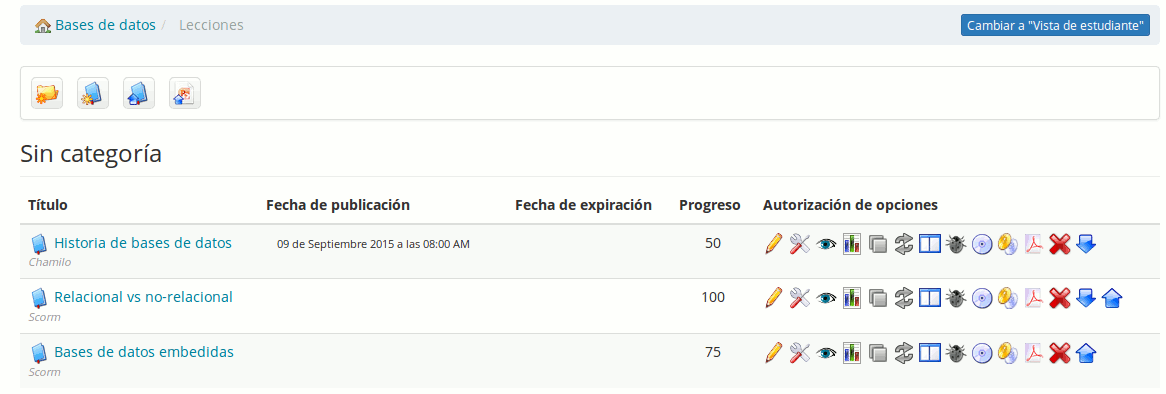 Bases de datos / Lecciones Cambiar a "Vista de estudiante"
Sin categoría
Título Fecha de publicación Fecha de expiración Progreso Autorización de opciones
Historia de bases de datos 09 de Septiembre 2015 a las 08:00 AM 50
Chamilo
Relacional vs no-relacional 100
Scorm
Bases de datos embedidas 75
Scorm